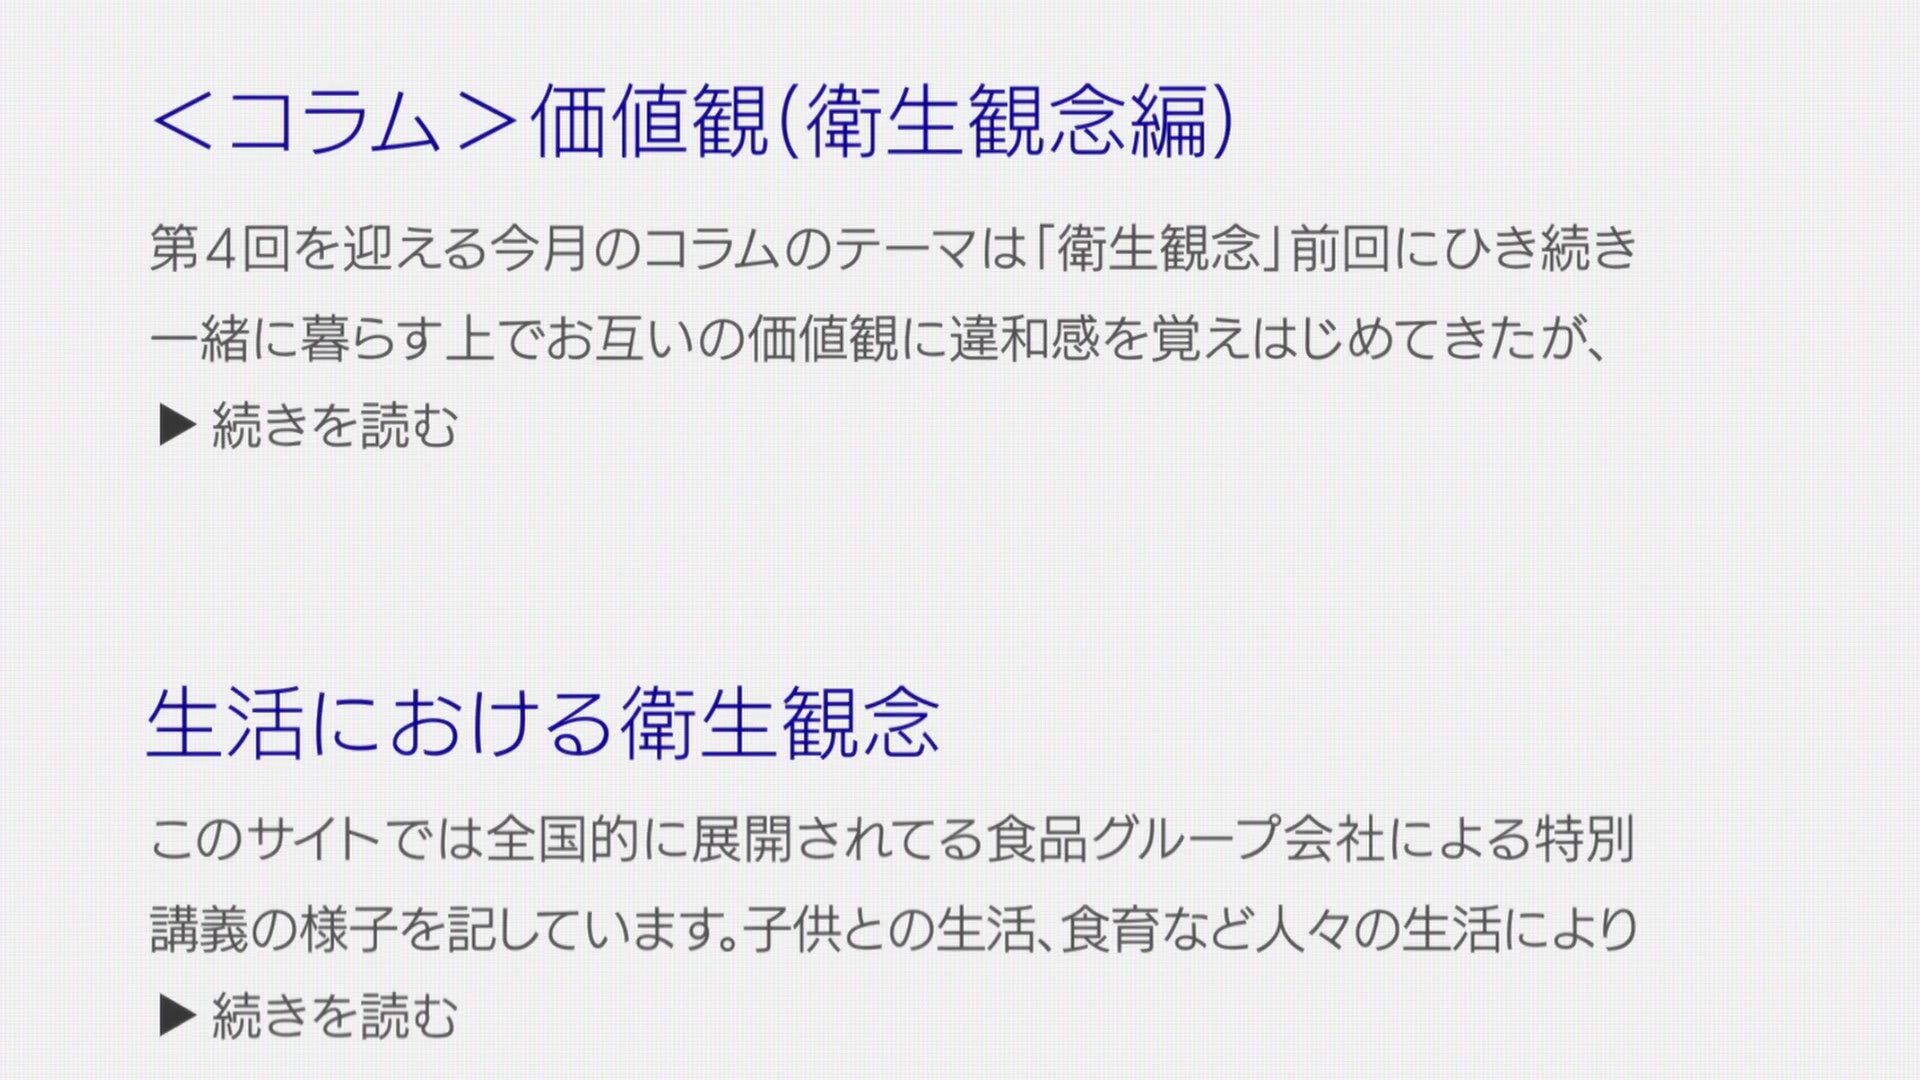 ＜コラム＞価値観(衛生観念編)
第4回を迎える今月のコラムのテーマは「衛生観念」前回にひき続き
一緒に暮らす上でお互いの価値観に違和感を覚えはじめてきたが、
▶ 続きを読む
生活における衛生観念
このサイトでは全国的に展開されてる食品グループ会社による特別
講義の様子を記しています。子供との生活、食育など人々の生活により
▶ 続きを読む